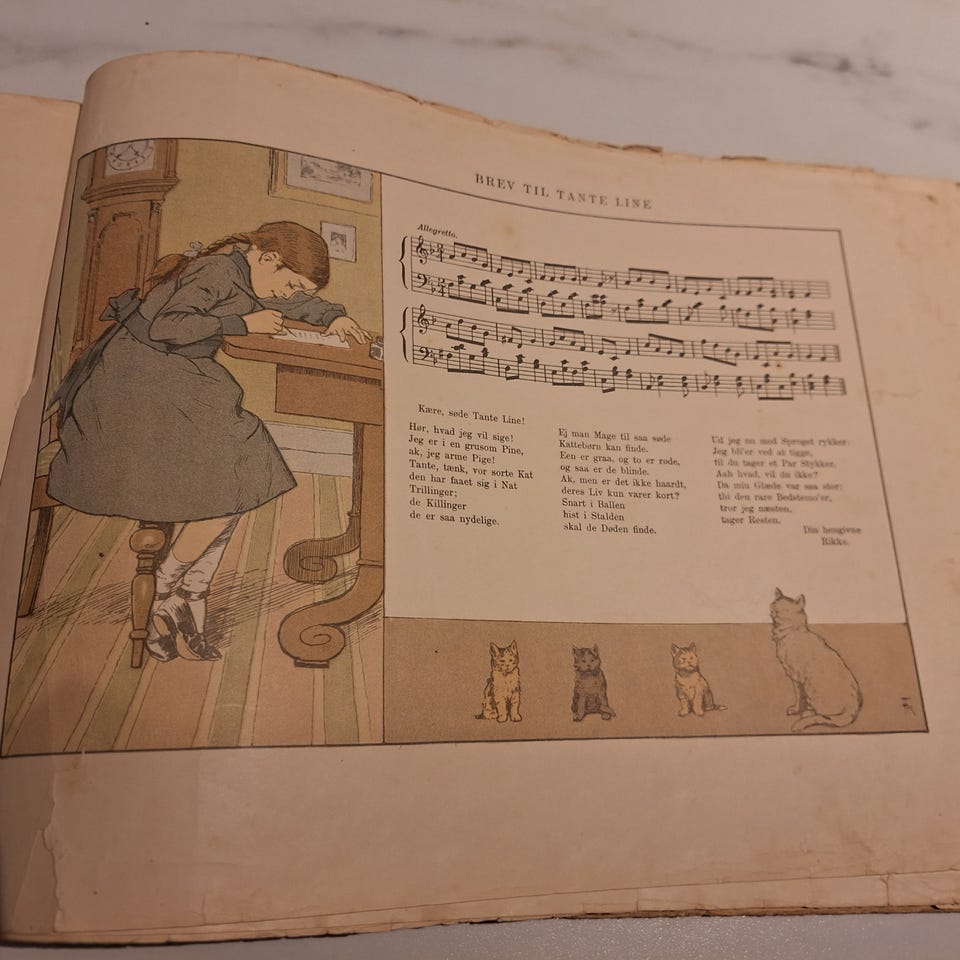 BREV TIL TANTE LINE
Allegretto.
Kære, søde Tante Line!
Hør, hvad jeg vil sige!
Jeg er i en grusom Pine,
ak, jeg arme Pige!
Tante, tænk, vor sorte Kat
den har faaet sig i Nat
Trillinger;
de Killinger
de er saa nydelige.
Ej man Mage til saa søde
Kattebørn kan finde.
Een er graa, og to er røde,
og saa er de blinde.
Ak, men er det ikke haardt,
deres Liv kun varer kort?
Snart i Ballen
hist i Stalden
skal de Døden finde.
Ud jeg nu med Sproget rykker:
Jeg bli'er ved at tigge,
til du tager et Par Stykker.
Aah hvad, vil du ikke?
Da min Glæde var saa stor;
thi den rare Bedstemo'er,
tror jeg næsten,
tager Resten.
Din hengivne
Rikke.